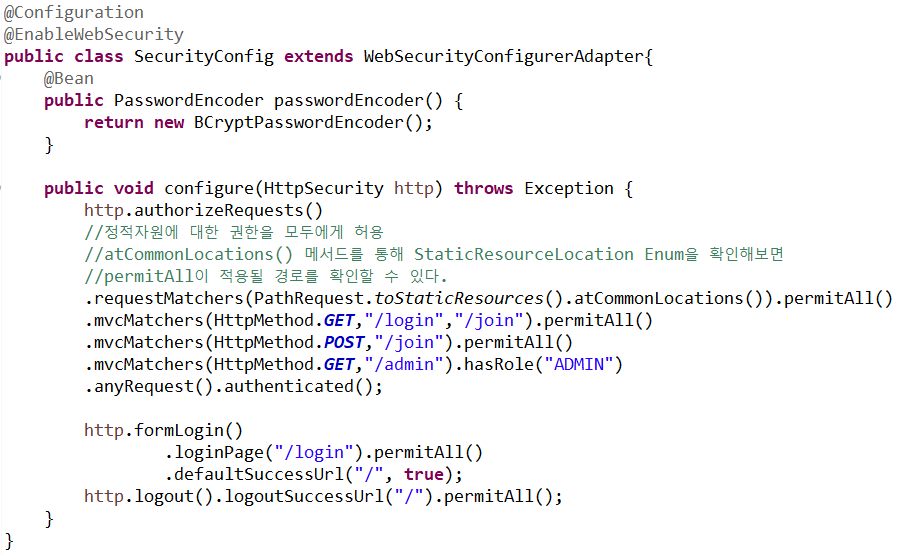 @Configuration
@EnableWebSecurity
public class SecurityConfig extends WebSecurityConfigurerAdapter{
    @Bean
    public PasswordEncoder passwordEncoder() {
        return new BCryptPasswordEncoder();
    }

    public void configure(HttpSecurity http) throws Exception {
        http.authorizeRequests()
        //정적자원에 대한 권한을 모두에게 허용
        //atCommonLocations() 메서드를 통해 StaticResourceLocation Enum을 확인해보면
        //permitAll이 적용될 경로를 확인할 수 있다.
        .requestMatchers(PathRequest.toStaticResources().atCommonLocations()).permitAll()
        .mvcMatchers(HttpMethod.GET,"/login","/join").permitAll()
        .mvcMatchers(HttpMethod.POST,"/join").permitAll()
        .mvcMatchers(HttpMethod.GET,"/admin").hasRole("ADMIN")
        .anyRequest().authenticated();

        http.formLogin()
                .loginPage("/login").permitAll()
                .defaultSuccessUrl("/", true);
        http.logout().logoutSuccessUrl("/").permitAll();
    }
}